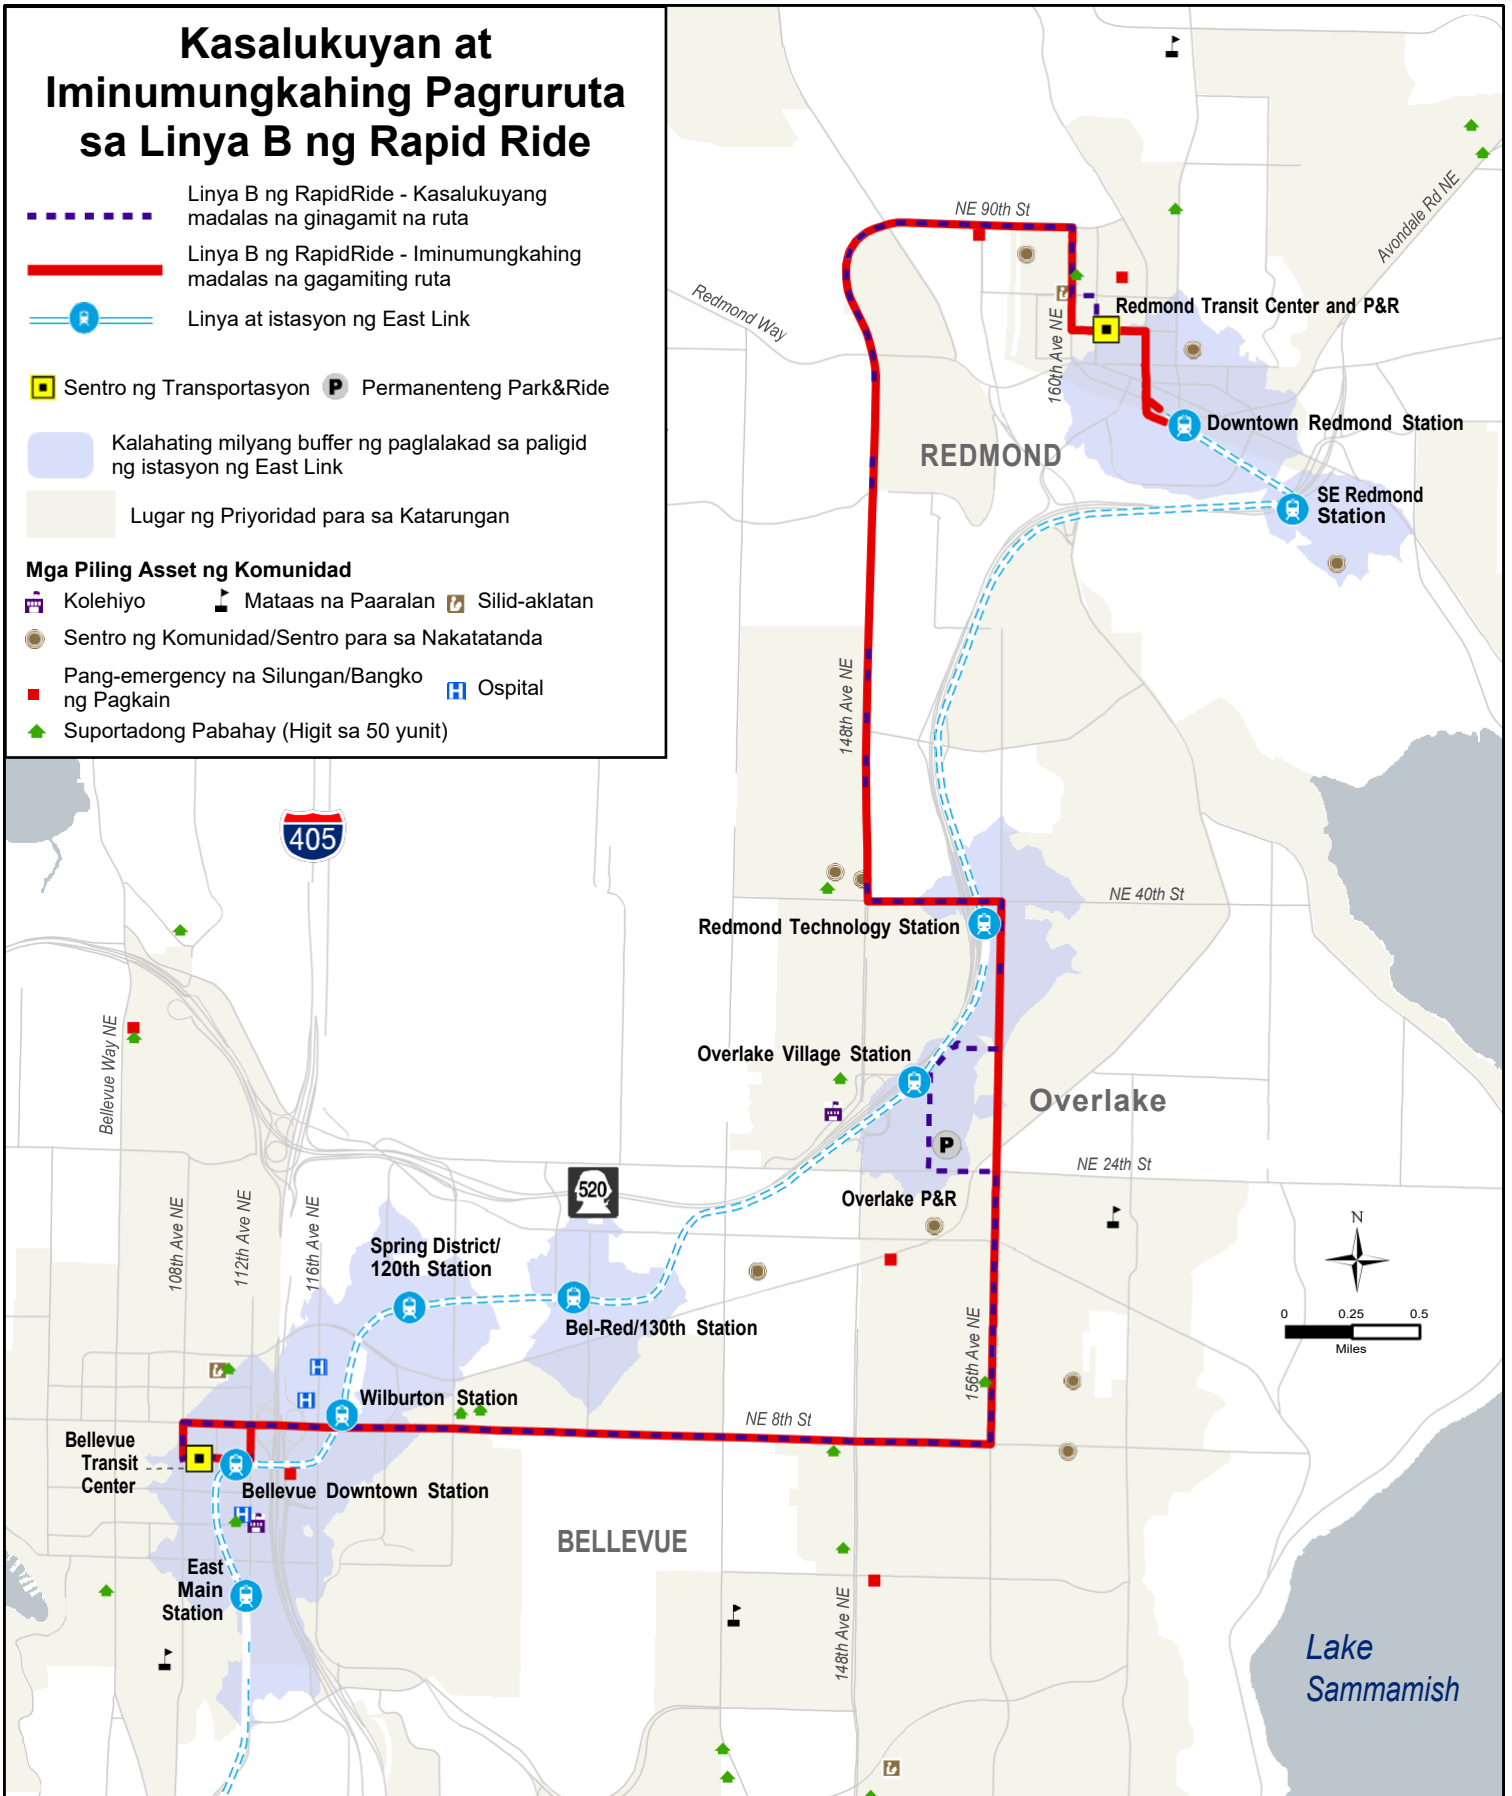 Kasalukuyan at
Iminumungkahing Pagruruta
sa Linya B ng Rapid Ride
Linya B ng RapidRide - Kasalukuyang
madalas na ginagamit na ruta
Linya B ng RapidRide - Iminumungkahing
madalas na gagamiting ruta
Linya at istasyon ng East Link
Sentro ng Transportasyon
P Permanenteng Park&Ride
Kalahating milyang buffer ng paglalakad sa paligid
ng istasyon ng East Link
Lugar ng Priyoridad para sa Katarungan
Mga Piling Asset ng Komunidad
Kolehiyo
Mataas na Paaralan
Silid-aklatan
Sentro ng Komunidad/Sentro para sa Nakatatanda
Pang-emergency na Silungan/Bangko
ng Pagkain
H Ospital
Suportadong Pabahay (Higit sa 50 yunit)
NE 90th St
Avondale Rd NE
Redmond Way
160th Ave NE
Redmond Transit Center and P&R
Downtown Redmond Station
REDMOND
SE Redmond
Station
148th Ave NE
405
NE 40th St
Redmond Technology Station
Bellevue Way NE
Overlake Village Station
Overlake
P
NE 24th St
Overlake P&R
520
108th Ave NE
112th Ave NE
116th Ave NE
Spring District/
120th Station
N
0 0.25 0.5
Miles
Bel-Red/130th Station
156th Ave NE
H
H
Wilburton Station
NE 8th St
Bellevue
Transit
Center
Bellevue Downtown Station
H
BELLEVUE
East
Main
Station
148th Ave NE
Lake
Sammamish